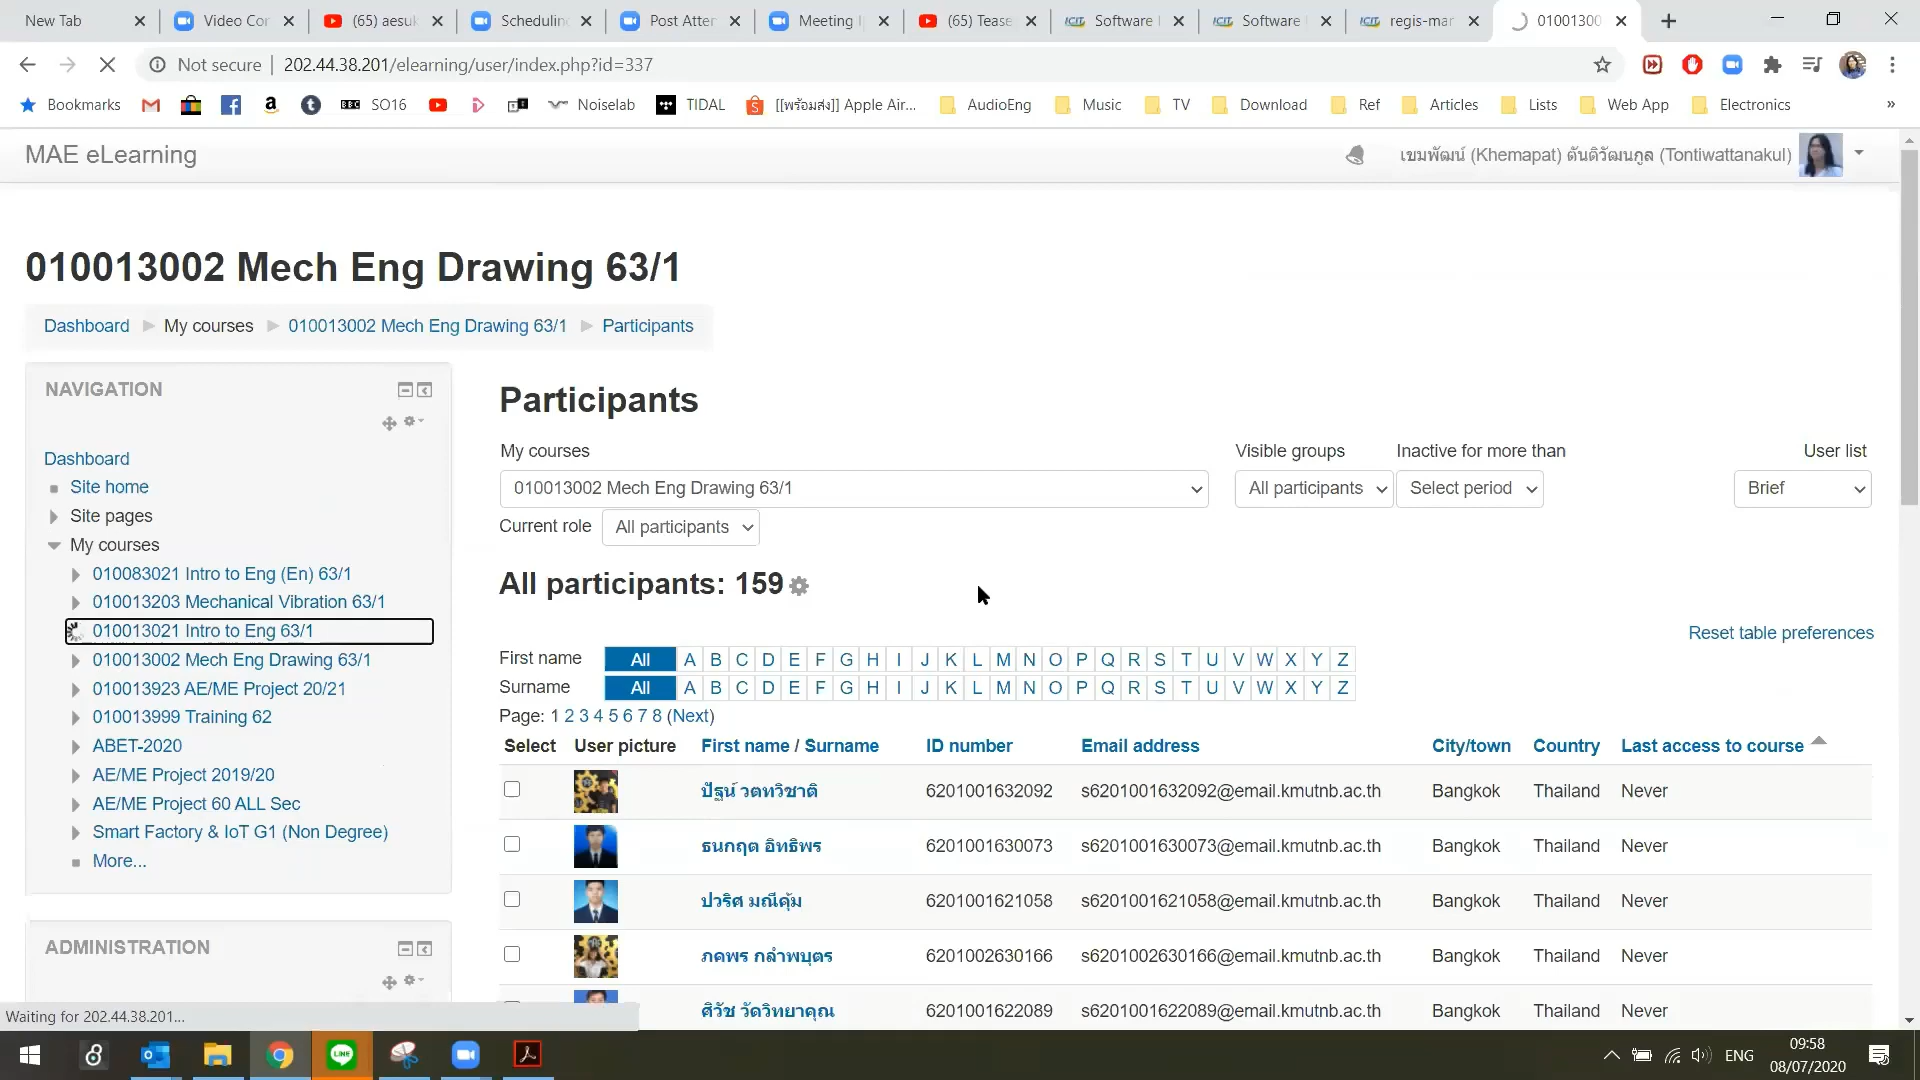 New Tab
Video Cor
(65) aesuk
Scheduling
Post Atter
Meeting I
(65) Tease
ICIT Software
ICIT Software
ICIT regis-mar
01001300
Not secure | 202.44.38.201/elearning/user/index.php?id=337
Bookmarks
BBC SO16
Noiselab
TIDAL
[[พร้อมส่ง]] Apple Air...
AudioEng
Music
TV
Download
Ref
Articles
Lists
Web App
Electronics
»
MAE eLearning
เขมพัฒน์ (Khemapat) ตันติวัฒนกูล (Tontiwattanakul)
010013002 Mech Eng Drawing 63/1
Dashboard My courses 010013002 Mech Eng Drawing 63/1 Participants
NAVIGATION
Dashboard
Site home
Site pages
My courses
010083021 Intro to Eng (En) 63/1
010013203 Mechanical Vibration 63/1
010013021 Intro to Eng 63/1
010013002 Mech Eng Drawing 63/1
010013923 AE/ME Project 20/21
010013999 Training 62
ABET-2020
AE/ME Project 2019/20
AE/ME Project 60 ALL Sec
Smart Factory & IoT G1 (Non Degree)
More...
ADMINISTRATION
Participants
My courses Visible groups Inactive for more than User list
010013002 Mech Eng Drawing 63/1 All participants Select period Brief
Current role All participants
All participants: 159
Reset table preferences
First name All A B C D E F G H I J K L M N O P Q R S T U V W X Y Z
Surname All A B C D E F G H I J K L M N O P Q R S T U V W X Y Z
Page: 1 2 3 4 5 6 7 8 (Next)
Select User picture First name / Surname ID number Email address City/town Country Last access to course
ปัฐน์ วตทวิชาติ 6201001632092 s6201001632092@email.kmutnb.ac.th Bangkok Thailand Never
ธนกฤต อิทธิพร 6201001630073 s6201001630073@email.kmutnb.ac.th Bangkok Thailand Never
ปวริศ มณีคุ้ม 6201001621058 s6201001621058@email.kmutnb.ac.th Bangkok Thailand Never
ภคพร กลำพบุตร 6201002630166 s6201002630166@email.kmutnb.ac.th Bangkok Thailand Never
ศิวัช วัดวิทยาคุณ 6201001622089 s6201001622089@email.kmutnb.ac.th Bangkok Thailand Never
Waiting for 202.44.38.201...
LINE
ENG
09:58
08/07/2020